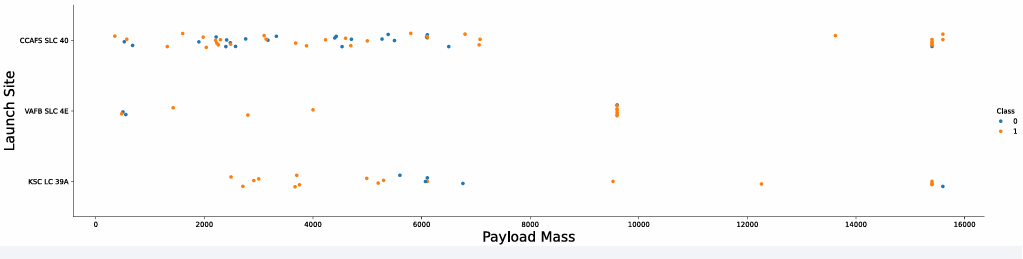 CCAFS SLC 40
VAFB SLC 4E
KSC LC 39A
Launch Site
0 2000 4000 6000 8000 10000 12000 14000 16000
Payload Mass
Class
0
1